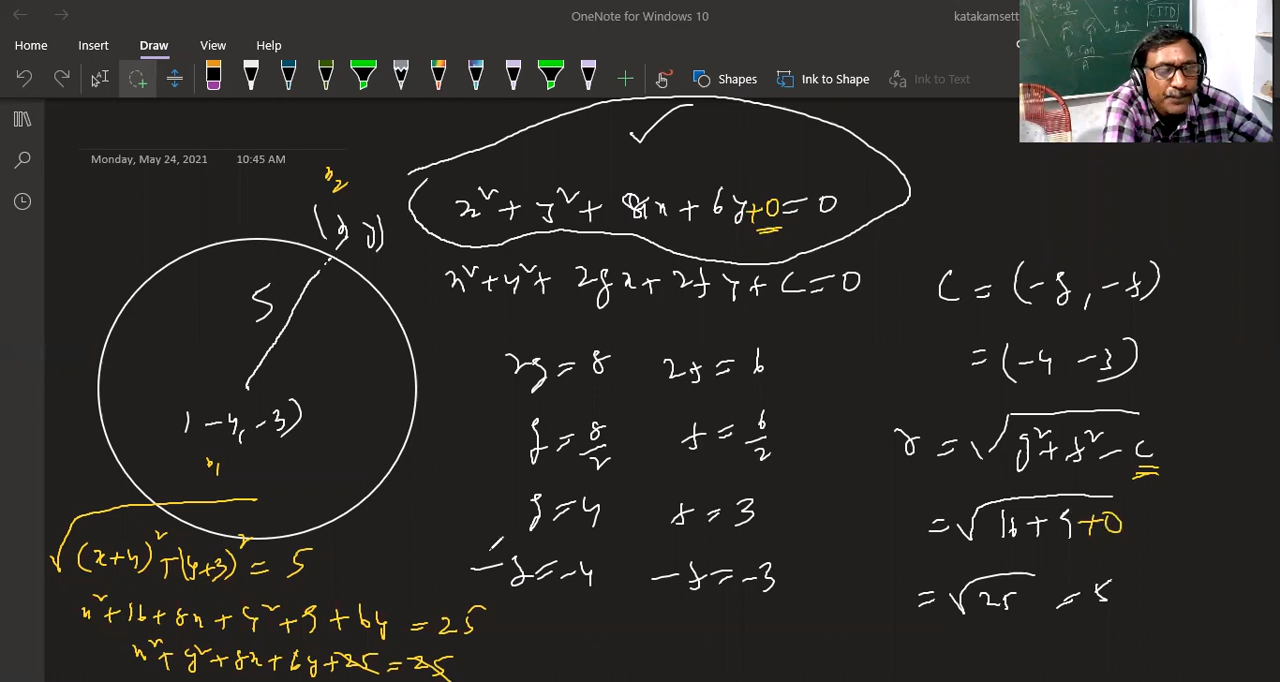 OneNote for Windows 10
katakamsett
Home Insert Draw View Help
Shapes Ink to Shape Ink to Text
Monday, May 24, 2021 10:45 AM
x² + y² + 8x + 6y + 0 = 0
x² + y² + 2gx + 2fy + c = 0
2g = 8 2f = 6
g = 8/2 f = 6/2
g = 4 f = 3
-g = -4 -f = -3
C = (-g, -f)
= (-4 -3)
r = √(g² + f² - c)
= √(16 + 9 + 0)
= √25 = 5
5
(-4, -3)
√((x+4)² + (y+3)²) = 5
x² + 16 + 8x + y² + 9 + 6y = 25
x² + y² + 8x + 6y + 25 = 25